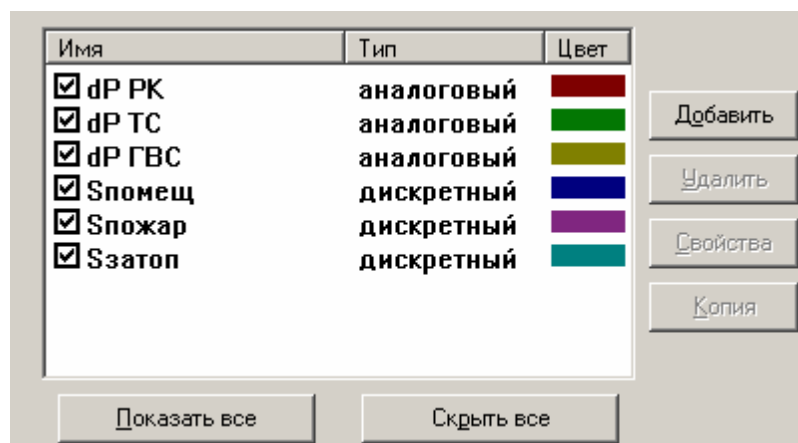 Имя Тип Цвет
dP РК аналоговый
dP ТС аналоговый
dP ГВС аналоговый
Sпомещ дискретный
Sпожар дискретный
Sзатоп дискретный
Добавить
Удалить
Свойства
Копия
Показать все Скрыть все